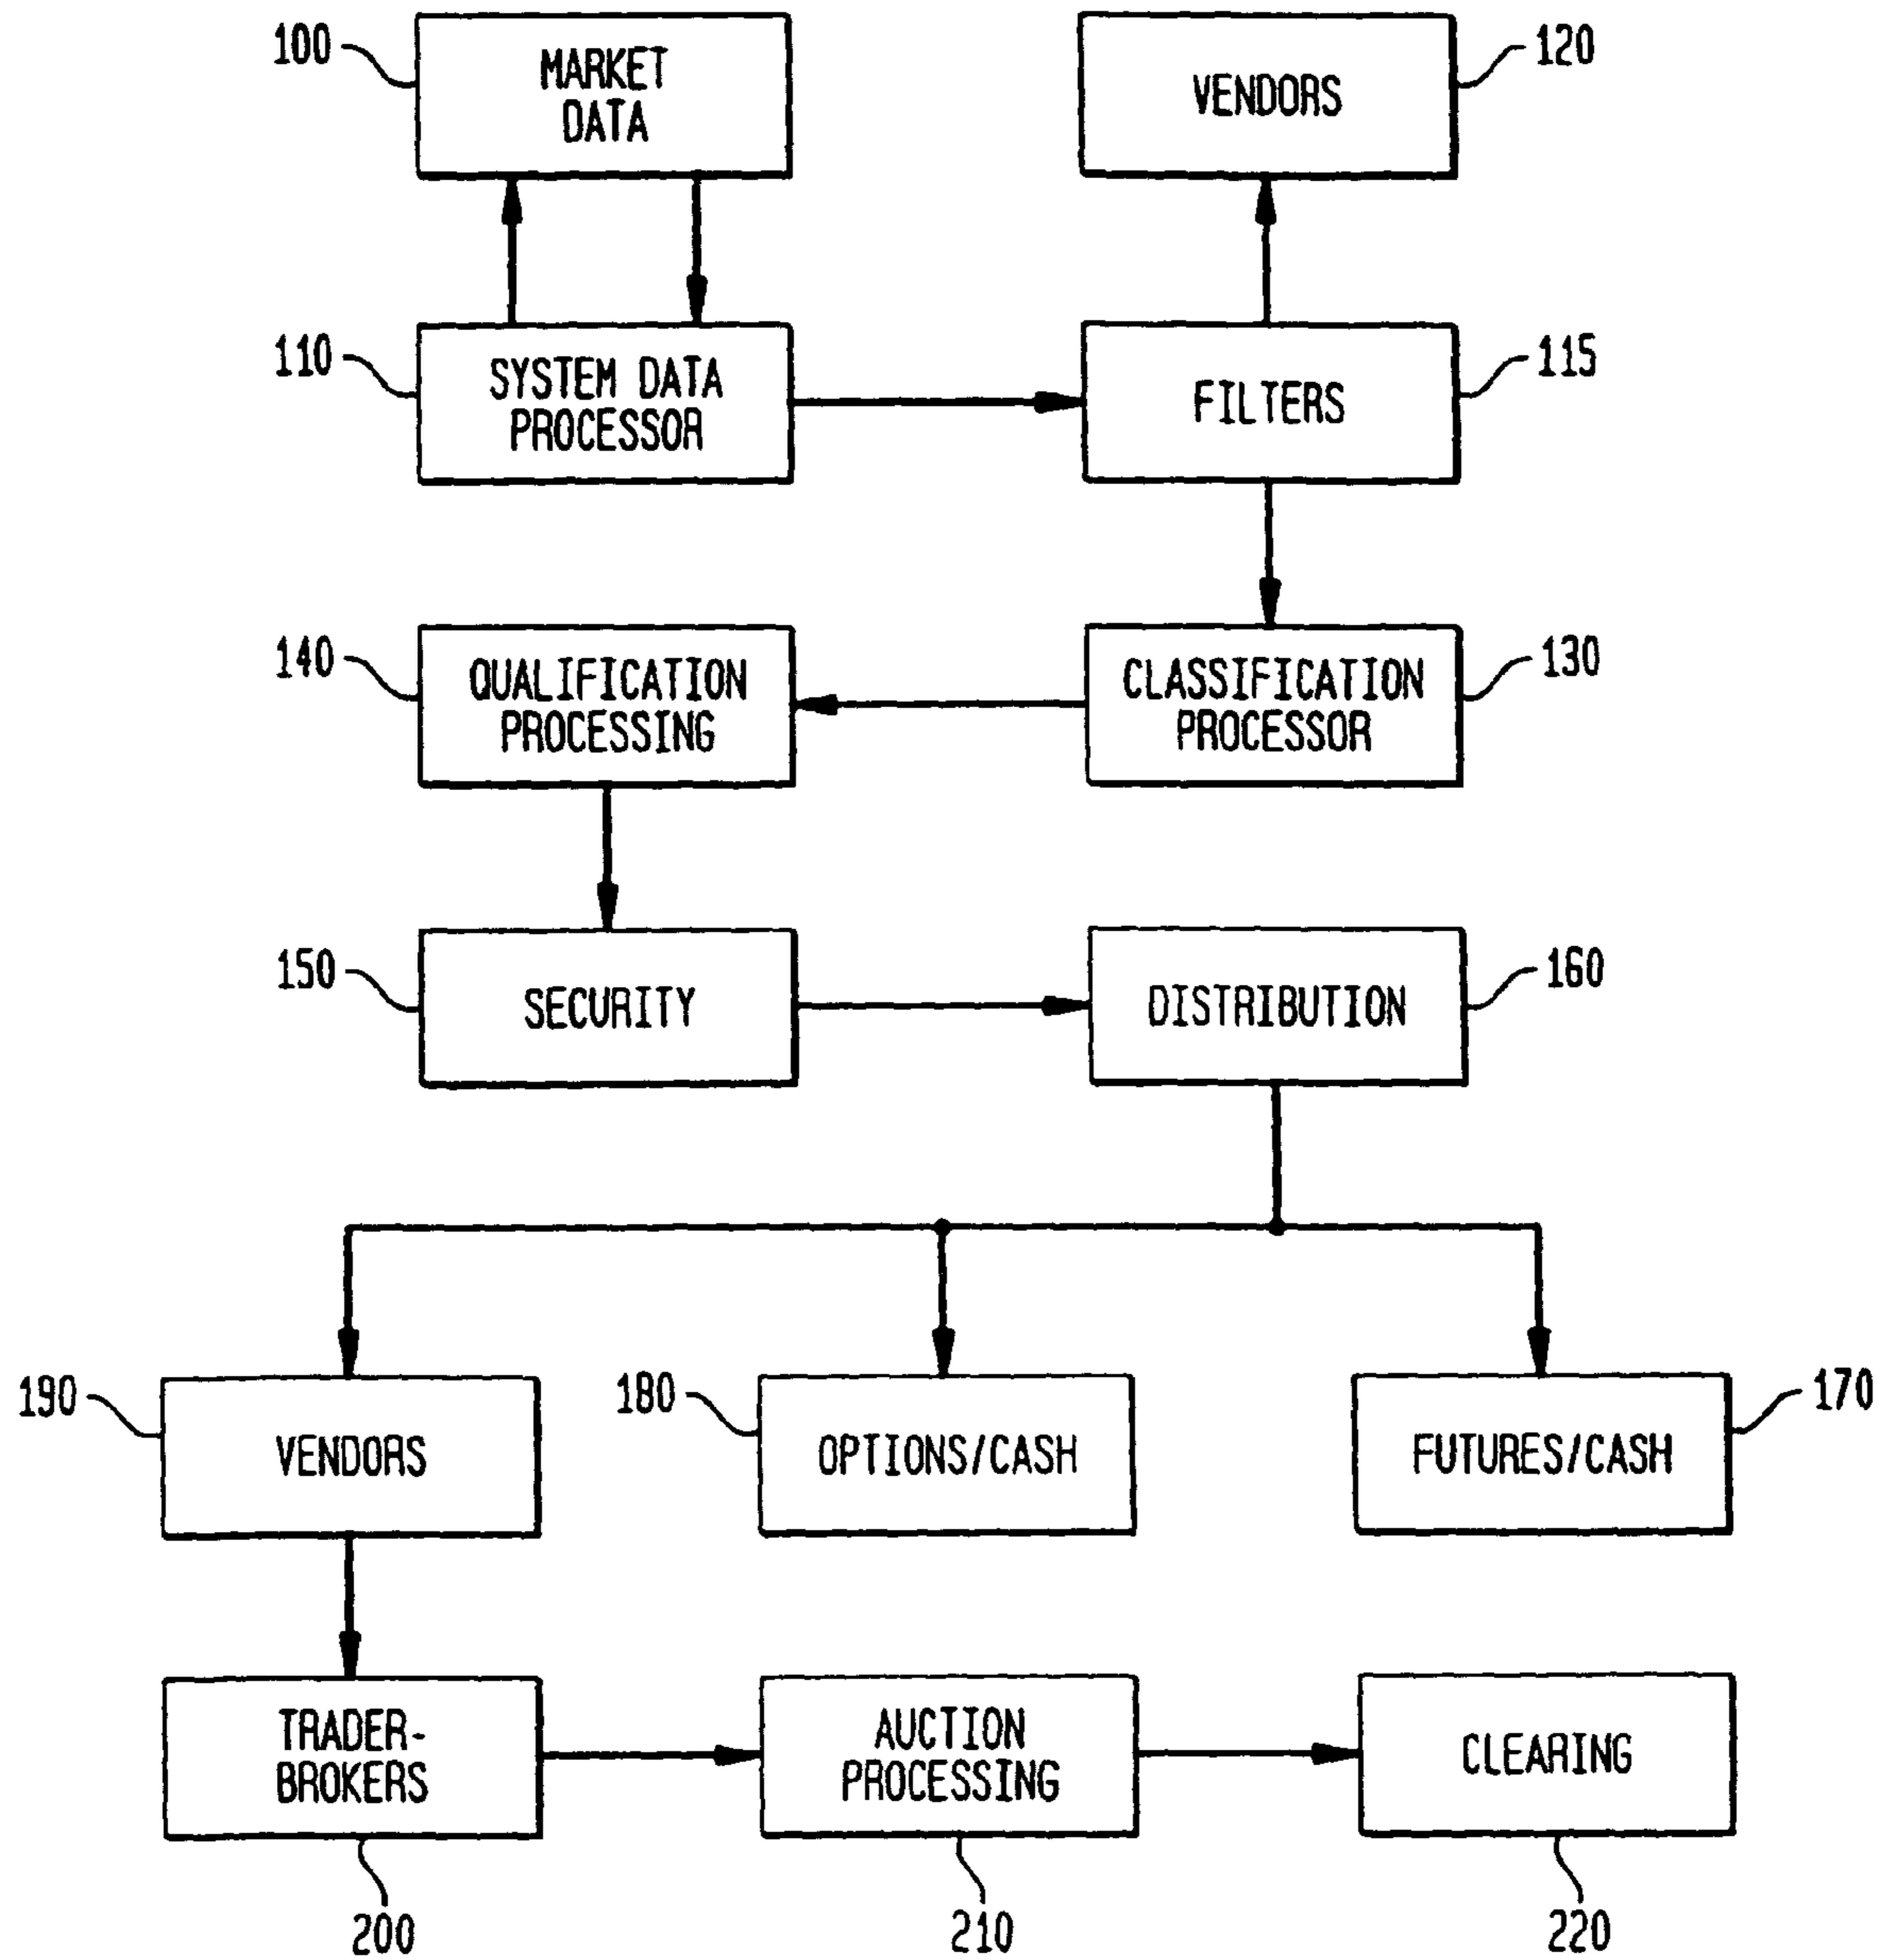 100
MARKET
DATA
VENDORS
120
110
SYSTEM DATA
PROCESSOR
FILTERS
115
140
QUALIFICATION
PROCESSING
CLASSIFICATION
PROCESSOR
130
150
SECURITY
DISTRIBUTION
160
190
VENDORS
180
OPTIONS/CASH
FUTURES/CASH
170
TRADER-
BROKERS
AUCTION
PROCESSING
CLEARING
200
210
220